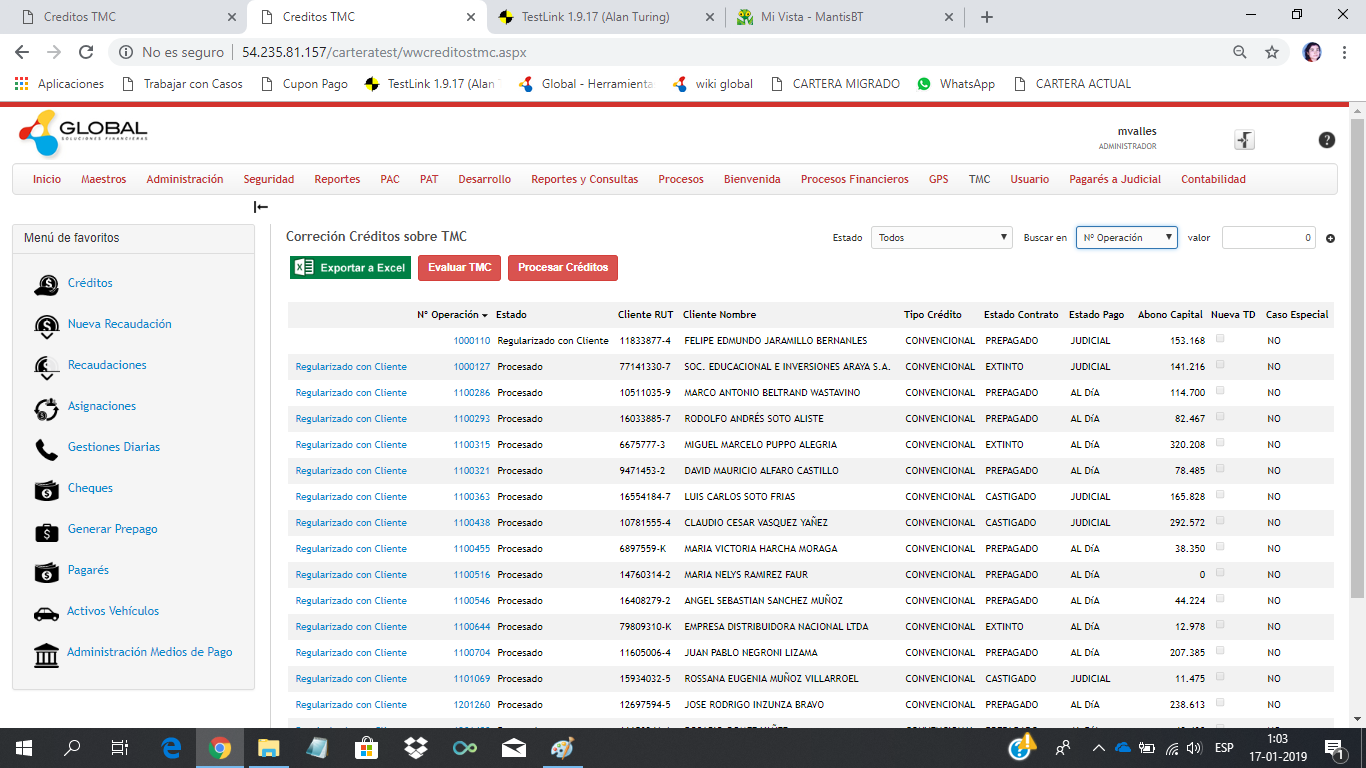 Creditos TMC
Creditos TMC
TestLink 1.9.17 (Alan Turing)
Mi Vista - MantisBT
No es seguro
54.235.81.157/carteratest/wwcreditostmc.aspx
Aplicaciones
Trabajar con Casos
Cupon Pago
TestLink 1.9.17 (Alan
Global - Herramienta
wiki global
CARTERA MIGRADO
WhatsApp
CARTERA ACTUAL
GLOBAL
SOLUCIONES FINANCIERAS
mvalles
ADMINISTRADOR
Inicio Maestros Administración Seguridad Reportes PAC PAT Desarrollo Reportes y Consultas Procesos Bienvenida Procesos Financieros GPS TMC Usuario Pagarés a Judicial Contabilidad
Menú de favoritos
Créditos
Nueva Recaudación
Recaudaciones
Asignaciones
Gestiones Diarias
Cheques
Generar Prepago
Pagarés
Activos Vehículos
Administración Medios de Pago
Correción Créditos sobre TMC
Estado Todos Buscar en Nº Operación valor 0
Exportar a Excel Evaluar TMC Procesar Créditos
Nº Operación Estado Cliente RUT Cliente Nombre Tipo Crédito Estado Contrato Estado Pago Abono Capital Nueva TD Caso Especial
1000110 Regularizado con Cliente 11833877-4 FELIPE EDMUNDO JARAMILLO BERNANLES CONVENCIONAL PREPAGADO JUDICIAL 153.168 NO
Regularizado con Cliente 1000127 Procesado 77141330-7 SOC. EDUCACIONAL E INVERSIONES ARAYA S.A. CONVENCIONAL EXTINTO JUDICIAL 141.216 NO
Regularizado con Cliente 1100286 Procesado 10511035-9 MARCO ANTONIO BELTRAND WASTAVINO CONVENCIONAL PREPAGADO AL DíA 114.700 NO
Regularizado con Cliente 1100293 Procesado 16033885-7 RODOLFO ANDRÉS SOTO ALISTE CONVENCIONAL PREPAGADO AL DíA 82.467 NO
Regularizado con Cliente 1100315 Procesado 6675777-3 MIGUEL MARCELO PUPPO ALEGRIA CONVENCIONAL EXTINTO AL DíA 320.208 NO
Regularizado con Cliente 1100321 Procesado 9471453-2 DAVID MAURICIO ALFARO CASTILLO CONVENCIONAL PREPAGADO AL DíA 78.485 NO
Regularizado con Cliente 1100363 Procesado 16554184-7 LUIS CARLOS SOTO FRIAS CONVENCIONAL CASTIGADO JUDICIAL 165.828 NO
Regularizado con Cliente 1100438 Procesado 10781555-4 CLAUDIO CESAR VASQUEZ YAÑEZ CONVENCIONAL CASTIGADO JUDICIAL 292.572 NO
Regularizado con Cliente 1100455 Procesado 6897559-K MARIA VICTORIA HARCHA MORAGA CONVENCIONAL PREPAGADO AL DíA 38.350 NO
Regularizado con Cliente 1100516 Procesado 14760314-2 MARIA NELYS RAMIREZ FAUR CONVENCIONAL PREPAGADO AL DíA 0 NO
Regularizado con Cliente 1100546 Procesado 16408279-2 ANGEL SEBASTIAN SANCHEZ MUÑOZ CONVENCIONAL PREPAGADO AL DíA 44.224 NO
Regularizado con Cliente 1100644 Procesado 79809310-K EMPRESA DISTRIBUIDORA NACIONAL LTDA CONVENCIONAL EXTINTO AL DíA 12.978 NO
Regularizado con Cliente 1100704 Procesado 11605006-4 JUAN PABLO NEGRONI LIZAMA CONVENCIONAL PREPAGADO AL DíA 207.385 NO
Regularizado con Cliente 1101069 Procesado 15934032-5 ROSSANA EUGENIA MUÑOZ VILLARROEL CONVENCIONAL CASTIGADO JUDICIAL 11.475 NO
Regularizado con Cliente 1201260 Procesado 12697594-5 JOSE RODRIGO INZUNZA BRAVO CONVENCIONAL PREPAGADO AL DíA 238.613 NO
ESP
1:03
17-01-2019
1